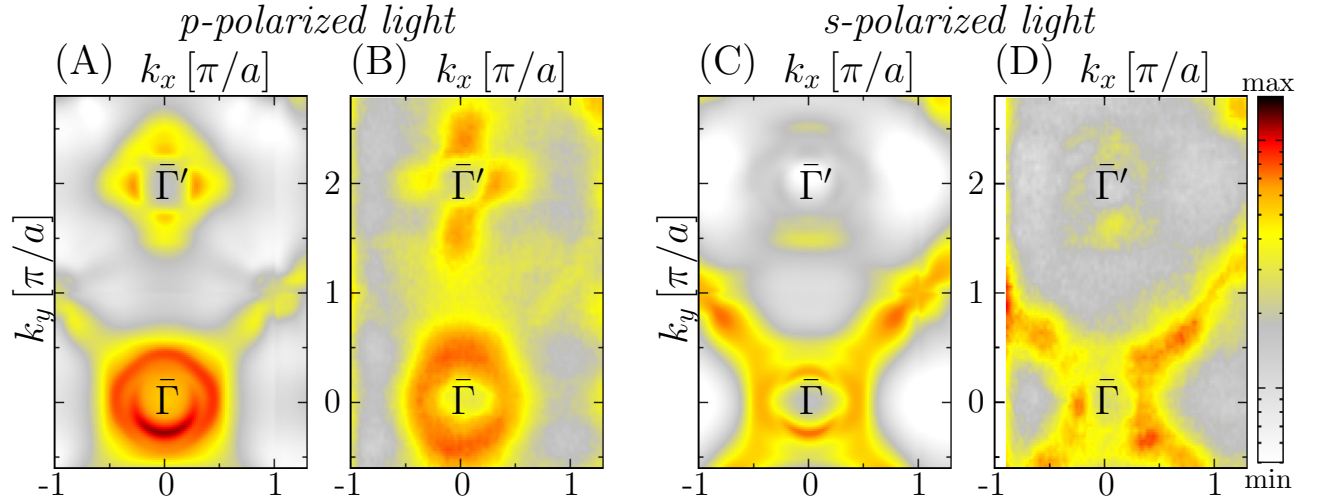 p-polarized light s-polarized light
(A) k_x [π/a] (B) k_x [π/a] (C) k_x [π/a] (D) k_x [π/a]
max
k_y [π/a]
Γ̄′
Γ̄
-1 0 1
2
1
0
Γ̄′
Γ̄
-1 0 1
k_y [π/a]
Γ̄′
Γ̄
-1 0 1
2
1
0
Γ̄′
Γ̄
-1 0 1
min